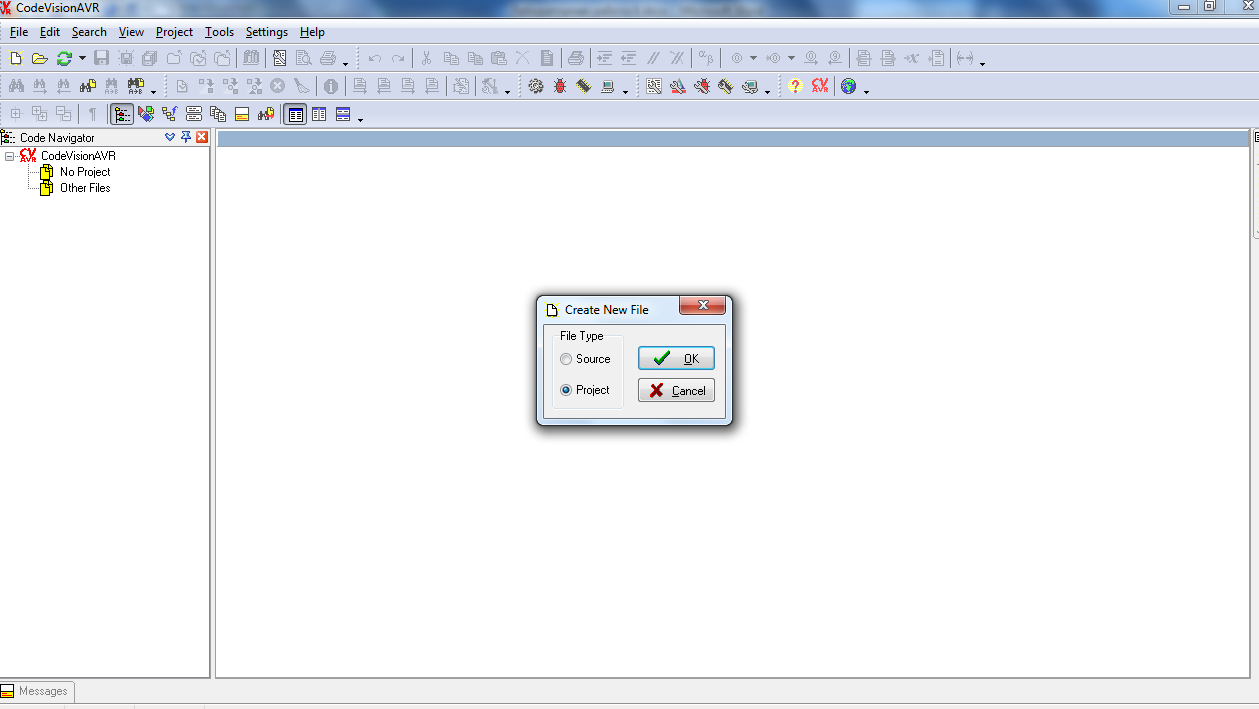 CodeVisionAVR
File Edit Search View Project Tools Settings Help
Code Navigator
CodeVisionAVR
No Project
Other Files
Create New File
File Type
Source
OK
Project
Cancel
Messages